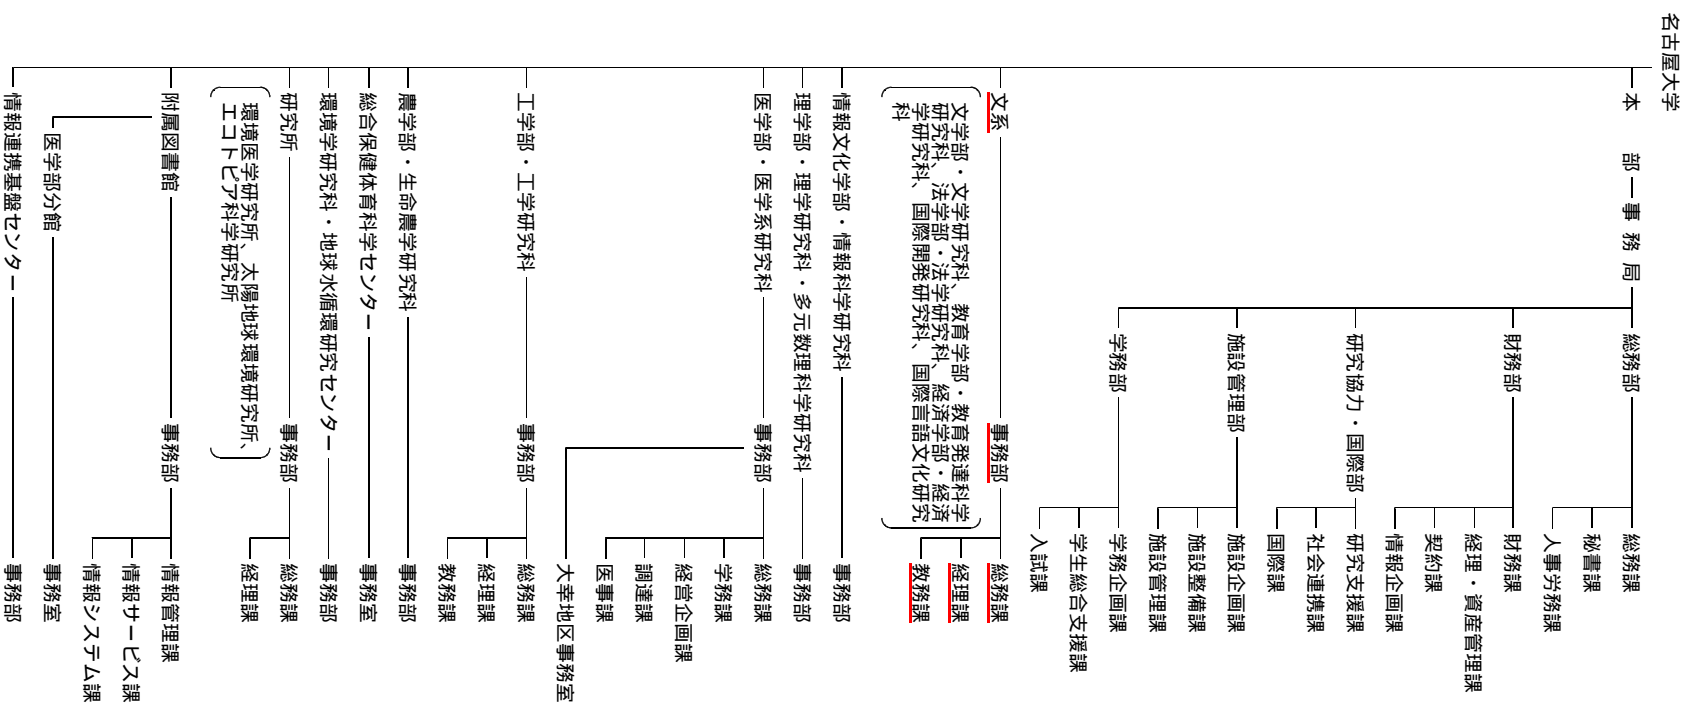 名古屋大学
本部
事務局
総務部
総務課
秘書課
人事労務課
財務部
財務課
経理・資産管理課
契約課
情報企画課
研究協力・国際部
研究支援課
社会連携課
国際課
施設管理部
施設企画課
施設整備課
施設管理課
学務部
学務企画課
学生総合支援課
入試課
文系
事務部
総務課
経理課
教務課
文学部・文学研究科、教育学部・教育発達科学
研究科、法学部・法学研究科、経済学部・経済
学研究科、国際開発研究科、国際言語文化研究
科
情報文化学部・情報科学研究科
事務部
理学部・理学研究科・多元数理科学研究科
事務部
医学部・医学系研究科
事務部
総務課
学務課
経営企画課
調達課
医事課
大幸地区事務室
工学部・工学研究科
事務部
総務課
経理課
教務課
農学部・生命農学研究科
事務部
総合保健体育科学センター
事務室
環境学研究科・地球水循環研究センター
事務部
研究所
事務部
総務課
経理課
環境医学研究所、太陽地球環境研究所、
エコトピア科学研究所
附属図書館
事務部
情報管理課
情報サービス課
情報システム課
医学部分館
事務室
情報連携基盤センター
事務部